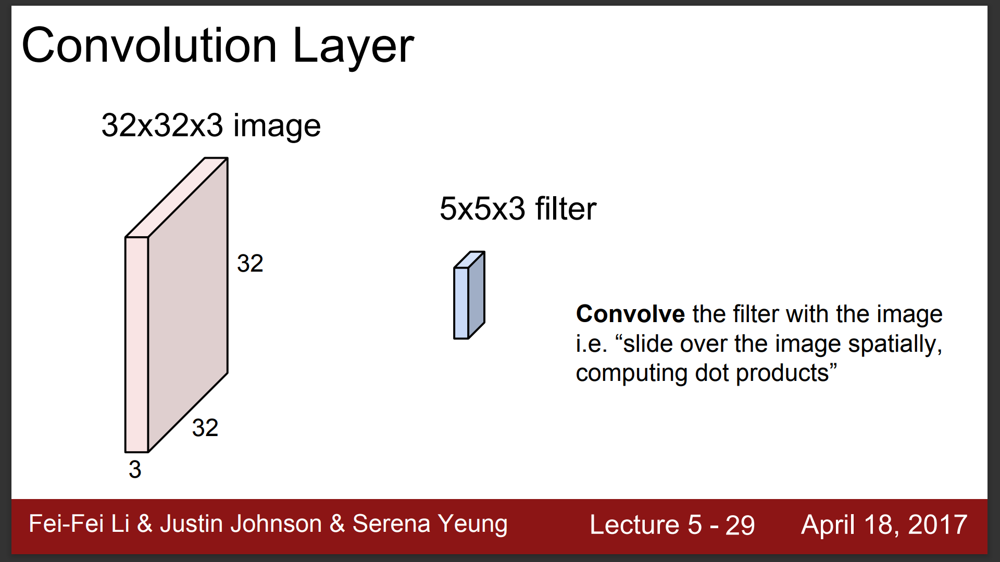 Convolution Layer
32x32x3 image
5x5x3 filter
32
32
3
Convolve the filter with the image
i.e. “slide over the image spatially,
computing dot products”
Fei-Fei Li & Justin Johnson & Serena Yeung
Lecture 5 - 29
April 18, 2017